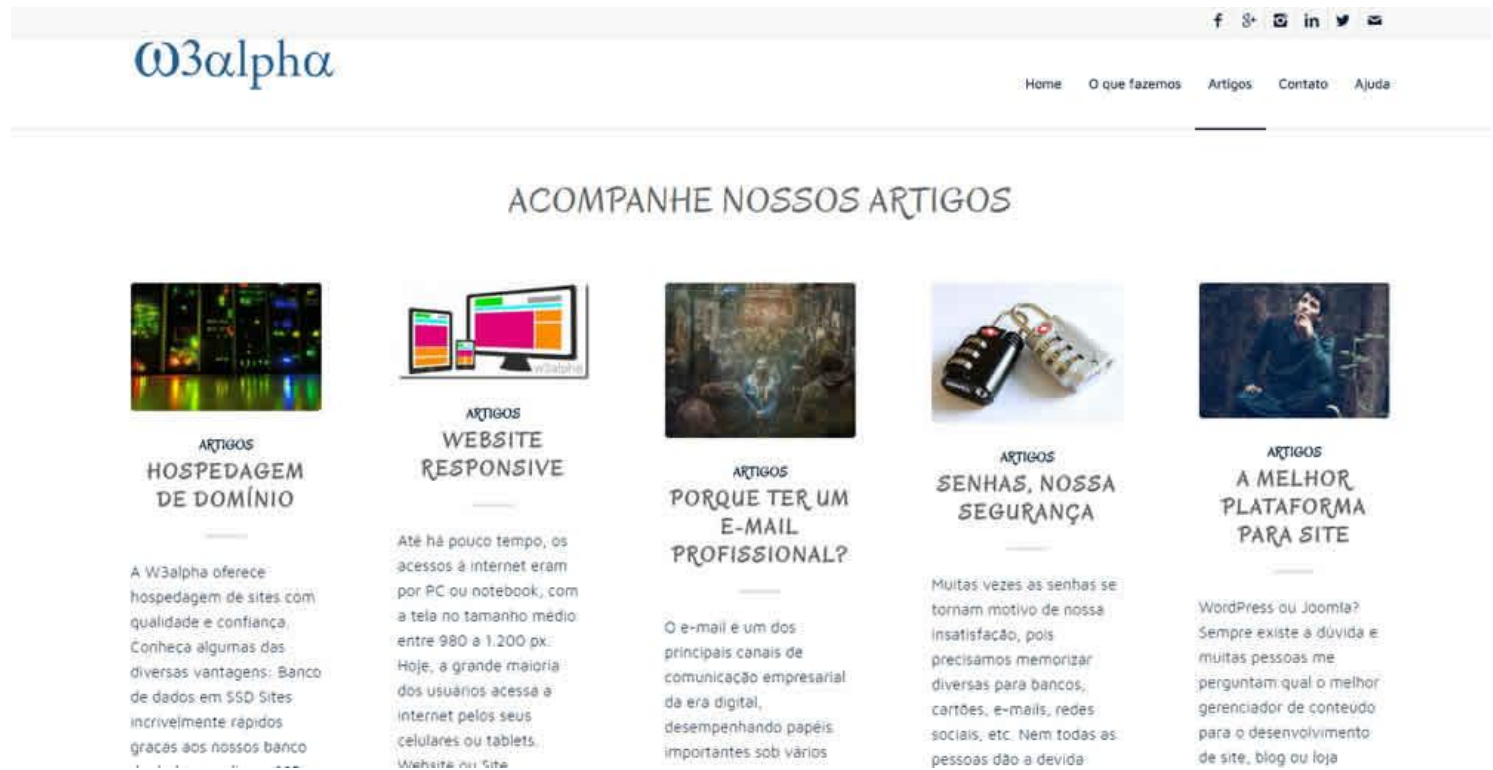 ω3αlphα
Home O que fazemos Artigos Contato Ajuda
ACOMPANHE NOSSOS ARTIGOS
ARTIGOS
HOSPEDAGEM
DE DOMÍNIO
A W3alpha oferece
hospedagem de sites com
qualidade e confiança.
Conheça algumas das
diversas vantagens: Banco
de dados em SSD Sites
incrivelmente rápidos
graças aos nossos banco
w3alpha
ARTIGOS
WEBSITE
RESPONSIVE
Até há pouco tempo, os
acessos à internet eram
por PC ou notebook, com
a tela no tamanho médio
entre 980 a 1.200 px.
Hoje, a grande maioria
dos usuários acessa a
internet pelos seus
celulares ou tablets.
Website ou Site
ARTIGOS
PORQUE TER UM
E-MAIL
PROFISSIONAL?
O e-mail é um dos
principais canais de
comunicação empresarial
da era digital,
desempenhando papéis
importantes sob vários
ARTIGOS
SENHAS, NOSSA
SEGURANÇA
Muitas vezes as senhas se
tornam motivo de nossa
insatisfação, pois
precisamos memorizar
diversas para bancos,
cartões, e-mails, redes
sociais, etc. Nem todas as
pessoas dão a devida
ARTIGOS
A MELHOR
PLATAFORMA
PARA SITE
WordPress ou Joomla?
Sempre existe a dúvida e
muitas pessoas me
perguntam qual o melhor
gerenciador de conteúdo
para o desenvolvimento
de site, blog ou loja